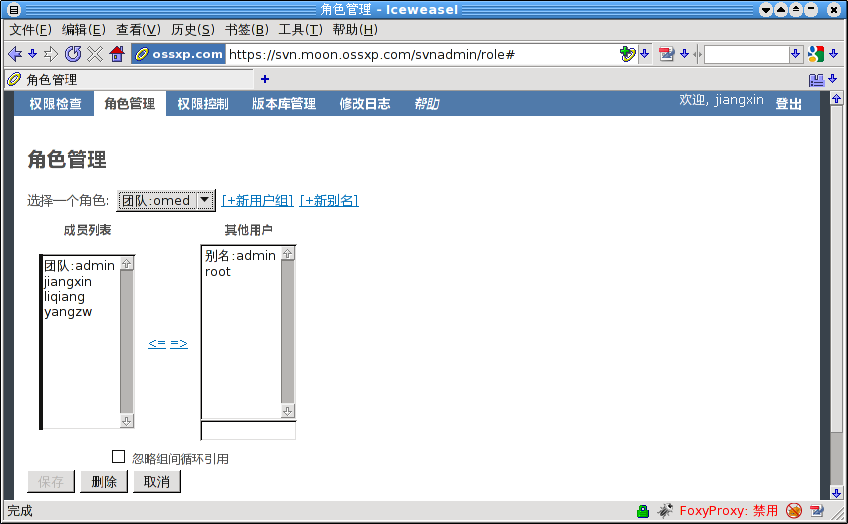 角色管理 - Iceweasel
文件(F) 编辑(E) 查看(V) 历史(S) 书签(B) 工具(T) 帮助(H)
ossxp.com https://svn.moon.ossxp.com/svnadmin/role#
角色管理
权限检查 角色管理 权限控制 版本库管理 修改日志 帮助 欢迎, jiangxin 登出
角色管理
选择一个角色: 团队:omed [+新用户组] [+新别名]
成员列表 其他用户
团队:admin
jiangxin
liqiang
yangzw
<= =>
别名:admin
root
忽略组间循环引用
保存 删除 取消
完成 FoxyProxy: 禁用